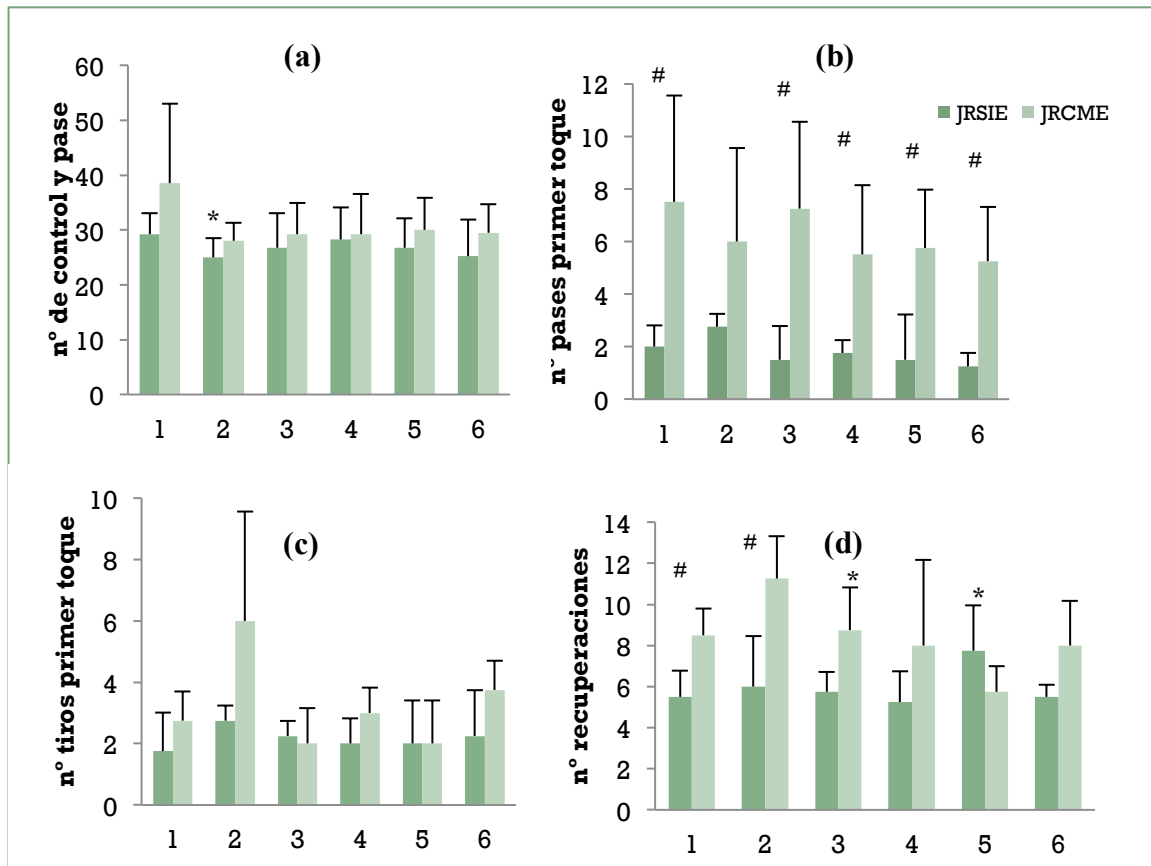 (a)
n° de control y pase
60
50
40
30
20
10
0
*
1 2 3 4 5 6
(b)
n° pases primer toque
12
10
8
6
4
2
0
# # # # #
JRSIE JRCME
1 2 3 4 5 6
(c)
n° tiros primer toque
10
8
6
4
2
0
1 2 3 4 5 6
(d)
n° recuperaciones
14
12
10
8
6
4
2
0
# # * *
1 2 3 4 5 6